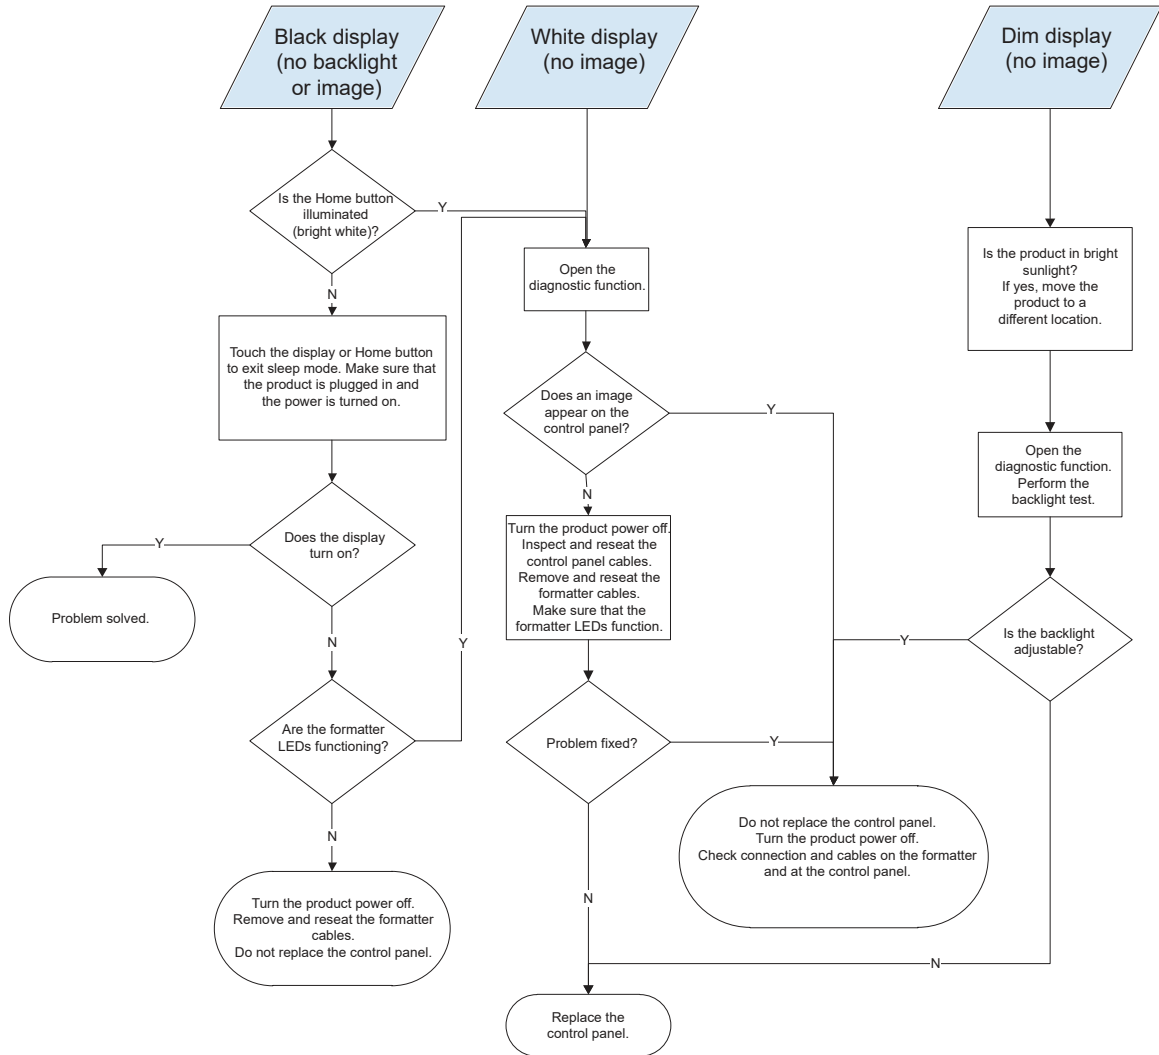 Black display
(no backlight
or image)
White display
(no image)
Dim display
(no image)
Is the Home button
illuminated
(bright white)?
Y
N
Open the
diagnostic function.
Is the product in bright
sunlight?
If yes, move the
product to a
different location.
Touch the display or Home button
to exit sleep mode. Make sure that
the product is plugged in and
the power is turned on.
Does an image
appear on the
control panel?
Y
N
Open the
diagnostic function.
Perform the
backlight test.
Does the display
turn on?
Y
N
Problem solved.
Turn the product power off.
Inspect and reseat the
control panel cables.
Remove and reseat the
formatter cables.
Make sure that the
formatter LEDs function.
Is the backlight
adjustable?
Y
Y
Are the formatter
LEDs functioning?
N
Problem fixed?
Y
N
Do not replace the control panel.
Turn the product power off.
Check connection and cables on the formatter
and at the control panel.
Turn the product power off.
Remove and reseat the formatter
cables.
Do not replace the control panel.
N
Replace the
control panel.